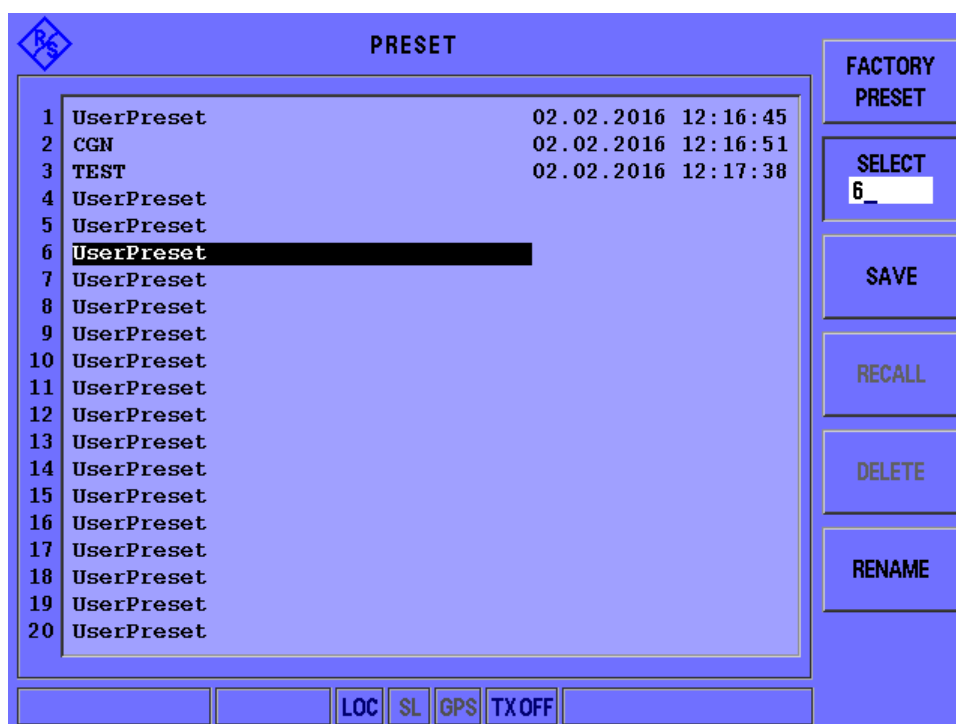 R&S
PRESET
1 UserPreset 02.02.2016 12:16:45
2 CGN 02.02.2016 12:16:51
3 TEST 02.02.2016 12:17:38
4 UserPreset
5 UserPreset
6 UserPreset
7 UserPreset
8 UserPreset
9 UserPreset
10 UserPreset
11 UserPreset
12 UserPreset
13 UserPreset
14 UserPreset
15 UserPreset
16 UserPreset
17 UserPreset
18 UserPreset
19 UserPreset
20 UserPreset
FACTORY
PRESET
SELECT
6_
SAVE
RECALL
DELETE
RENAME
LOC SL GPS TX OFF